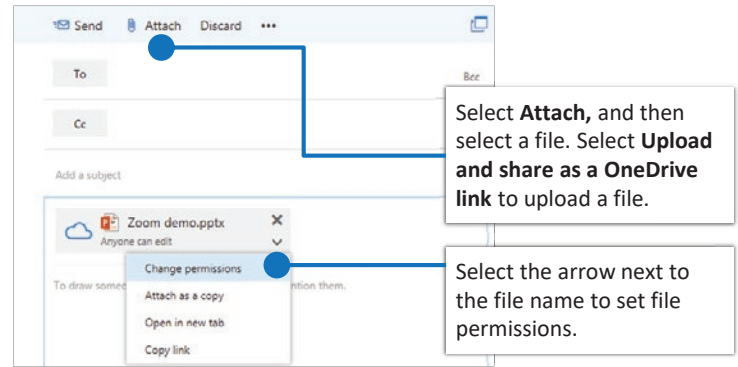 Send Attach Discard •••
To
Bcc
Cc
Add a subject
Select Attach, and then
select a file. Select Upload
and share as a OneDrive
link to upload a file.
Zoom demo.pptx
Anyone can edit
Change permissions
To draw somec ntion them.
Attach as a copy
Open in new tab
Copy link
Select the arrow next to
the file name to set file
permissions.